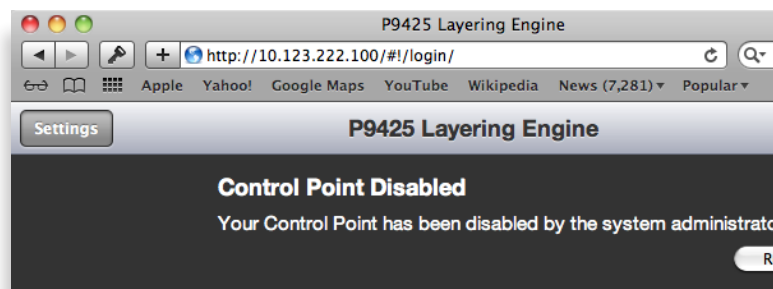 P9425 Layering Engine
http://10.123.222.100/#!/login/
Apple Yahoo! Google Maps YouTube Wikipedia News (7,281) Popular
Settings P9425 Layering Engine
Control Point Disabled
Your Control Point has been disabled by the system administrato
R